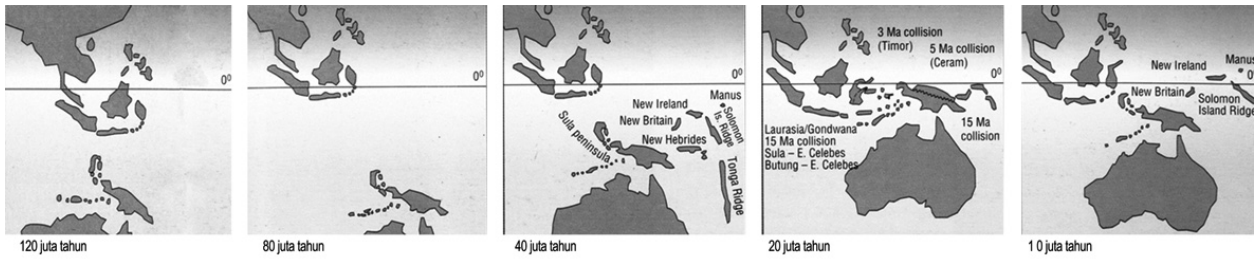 0°
120 juta tahun
0°
80 juta tahun
0°
Manus
New Ireland
New Britain
Solomon
Is. Ridge
New Hebrides
Sula peninsula
Tonga Ridge
40 juta tahun
3 Ma collision
(Timor)
5 Ma collision
(Ceram)
0°
15 Ma
collision
Laurasia/Gondwana
15 Ma collision
Sula – E. Celebes
Butung – E. Celebes
20 juta tahun
Manus
New Ireland
0°
New Britain
Solomon
Island Ridge
1 0 juta tahun